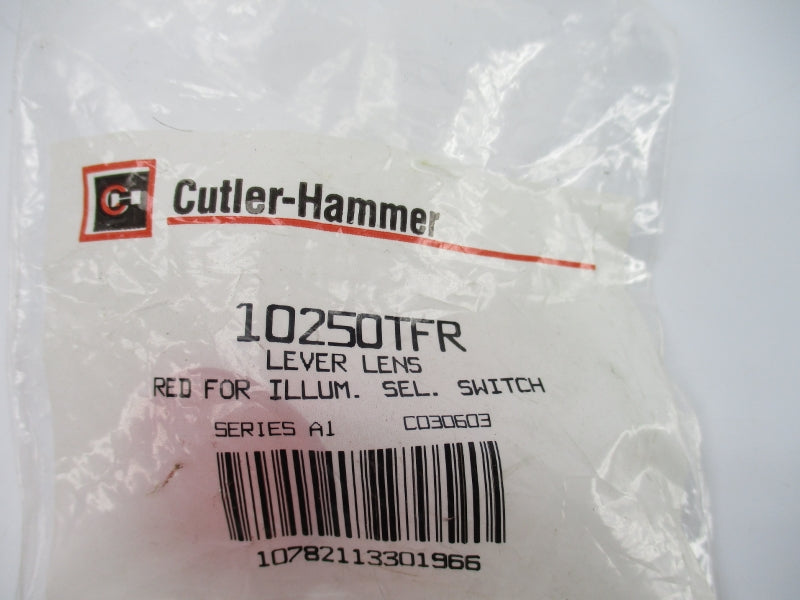 Cutler-Hammer
10250TFR
LEVER LENS
RED FOR ILLUM. SEL. SWITCH
SERIES A1 C030603
10782113301966